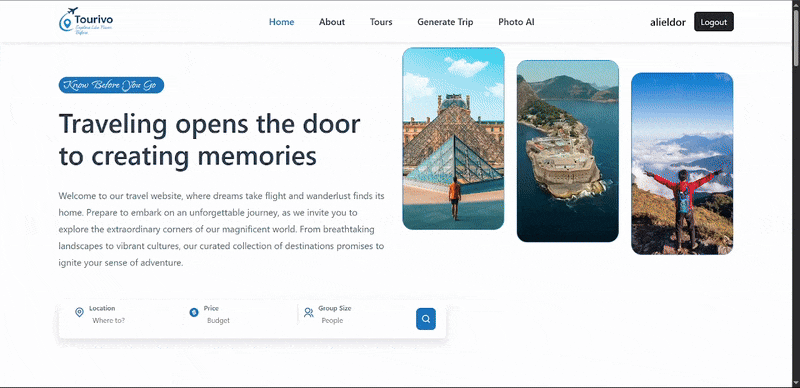 Tourivo
Home
About
Tours
Generate Trip
Photo AI
alieldor
Logout
Know Before You Go
Traveling opens the door
to creating memories
Welcome to our travel website, where dreams take flight and wanderlust finds its
home. Prepare to embark on an unforgettable journey, as we invite you to
explore the extraordinary corners of our magnificent world. From breathtaking
landscapes to vibrant cultures, our curated collection of destinations promises to
ignite your sense of adventure.
Location
Where to?
Price
Budget
Group Size
People